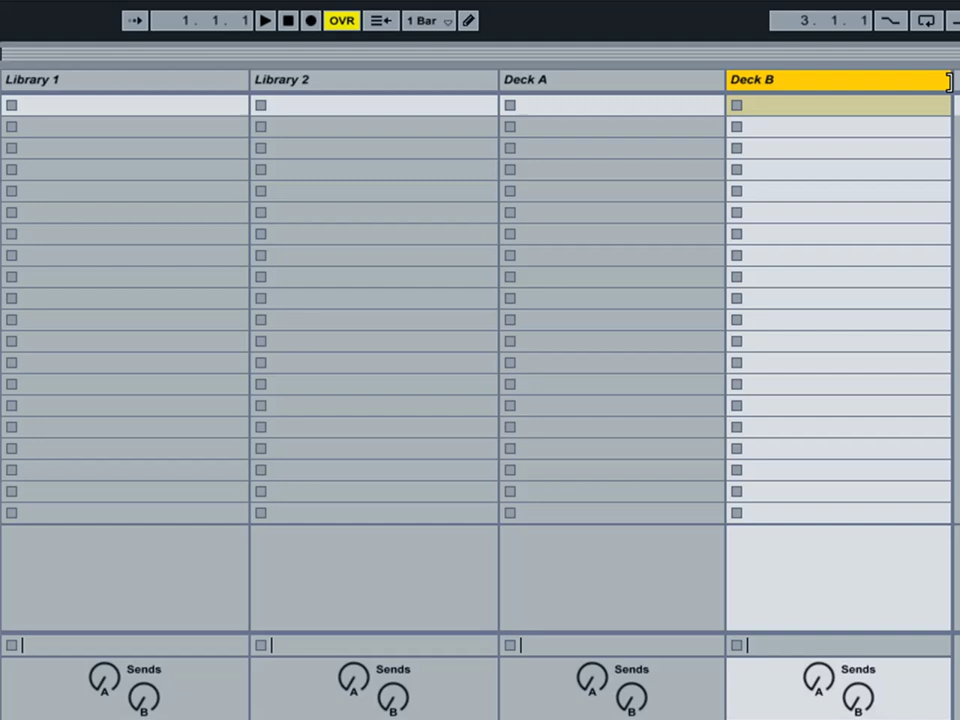 1. 1. 1 OVR 1 Bar 3. 1. 1
Library 1 Library 2 Deck A Deck B
Sends Sends Sends Sends
A A A A
B B B B